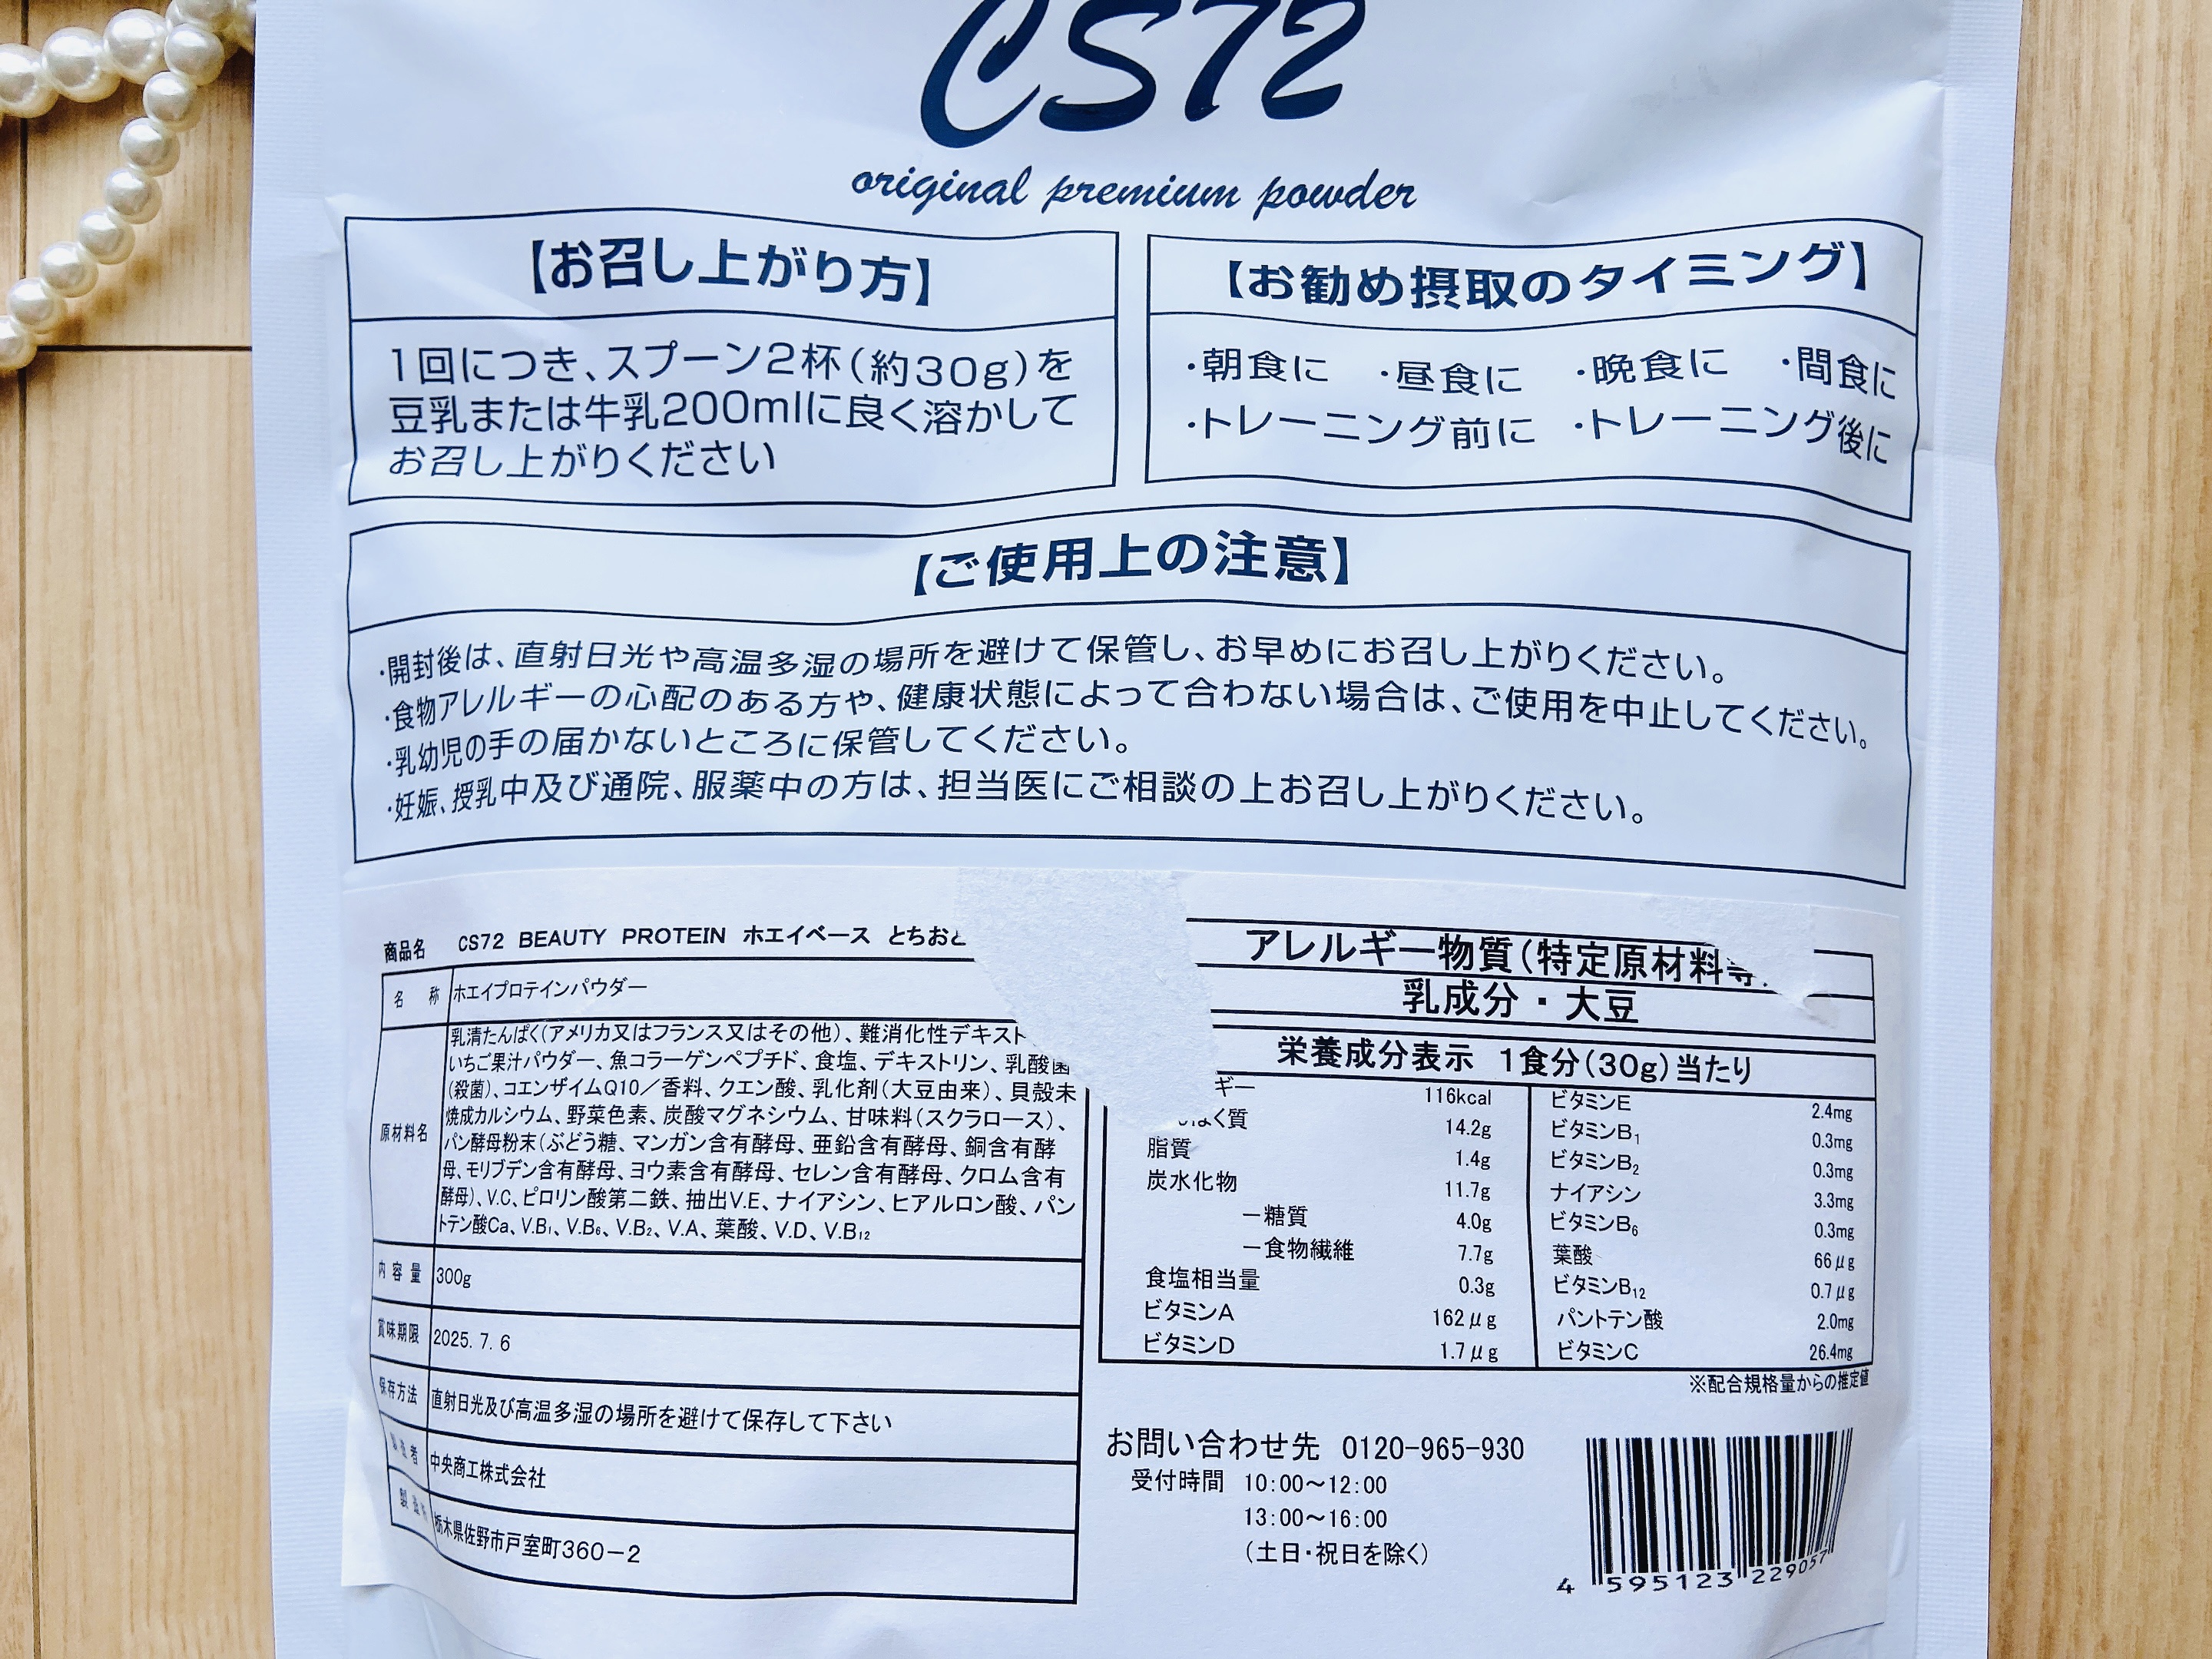 CS72
original premium powder
【お召し上がり方】
1回につき、スプーン2杯(約30g)を
豆乳または牛乳200mlに良く溶かして
お召し上がりください
【お勧め摂取のタイミング】
・朝食に ・昼食に ・晩食に ・間食に
・トレーニング前に ・トレーニング後に
【ご使用上の注意】
・開封後は、直射日光や高温多湿の場所を避けて保管し、お早めにお召し上がりください。
・食物アレルギーの心配のある方や、健康状態によって合わない場合は、ご使用を中止してください。
・乳幼児の手の届かないところに保管してください。
・妊娠、授乳中及び通院、服薬中の方は、担当医にご相談の上お召し上がりください。
商品名 CS72 BEAUTY PROTEIN ホエイベース とちおと
名 称 ホエイプロテインパウダー
原材料名
乳清たんぱく(アメリカ又はフランス又はその他)、難消化性デキスト
いちご果汁パウダー、魚コラーゲンペプチド、食塩、デキストリン、乳酸菌
(殺菌)、コエンザイムQ10/香料、クエン酸、乳化剤(大豆由来)、貝殻未
焼成カルシウム、野菜色素、炭酸マグネシウム、甘味料(スクラロース)、
パン酵母粉末(ぶどう糖、マンガン含有酵母、亜鉛含有酵母、銅含有酵
母、モリブデン含有酵母、ヨウ素含有酵母、セレン含有酵母、クロム含有
酵母)、V.C、ピロリン酸第二鉄、抽出V.E、ナイアシン、ヒアルロン酸、パン
トテン酸Ca、V.B₁、V.B₆、V.B₂、V.A、葉酸、V.D、V.B₁₂
内容量 300g
賞味期限 2025. 7. 6
保存方法 直射日光及び高温多湿の場所を避けて保存して下さい
中央商工株式会社
栃木県佐野市戸室町360-2
アレルギー物質(特定原材料等
乳成分・大豆
栄養成分表示 1食分(30g)当たり
ギー 116kcal
く質 14.2g
脂質 1.4g
炭水化物 11.7g
－糖質 4.0g
－食物繊維 7.7g
食塩相当量 0.3g
ビタミンA 162μg
ビタミンD 1.7μg
ビタミンE 2.4mg
ビタミンB₁ 0.3mg
ビタミンB₂ 0.3mg
ナイアシン 3.3mg
ビタミンB₆ 0.3mg
葉酸 66μg
ビタミンB₁₂ 0.7μg
パントテン酸 2.0mg
ビタミンC 26.4mg
※配合規格量からの推定値
お問い合わせ先 0120-965-930
受付時間 10:00～12:00
13:00～16:00
(土日・祝日を除く)
4 595123 229057